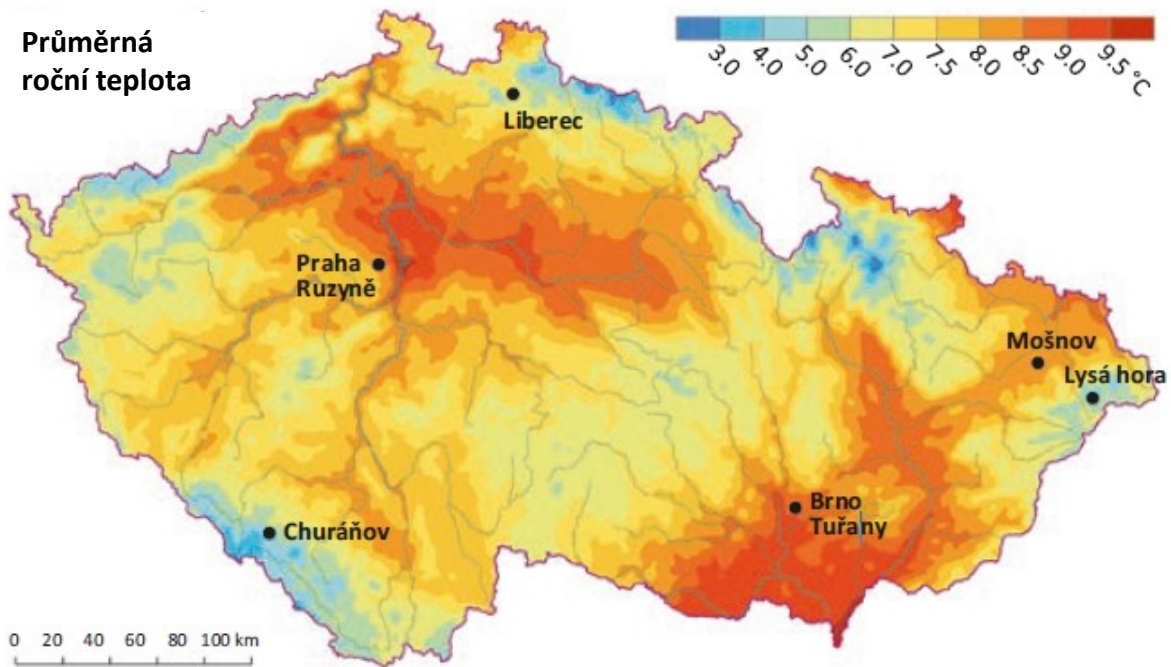 Průměrná
roční teplota
3.0 4.0 5.0 6.0 7.0 7.5 8.0 8.5 9.0 9.5 °C
Liberec
Praha
Ruzyně
Mošnov
Lysá hora
Brno
Tuřany
Churáňov
0 20 40 60 80 100 km